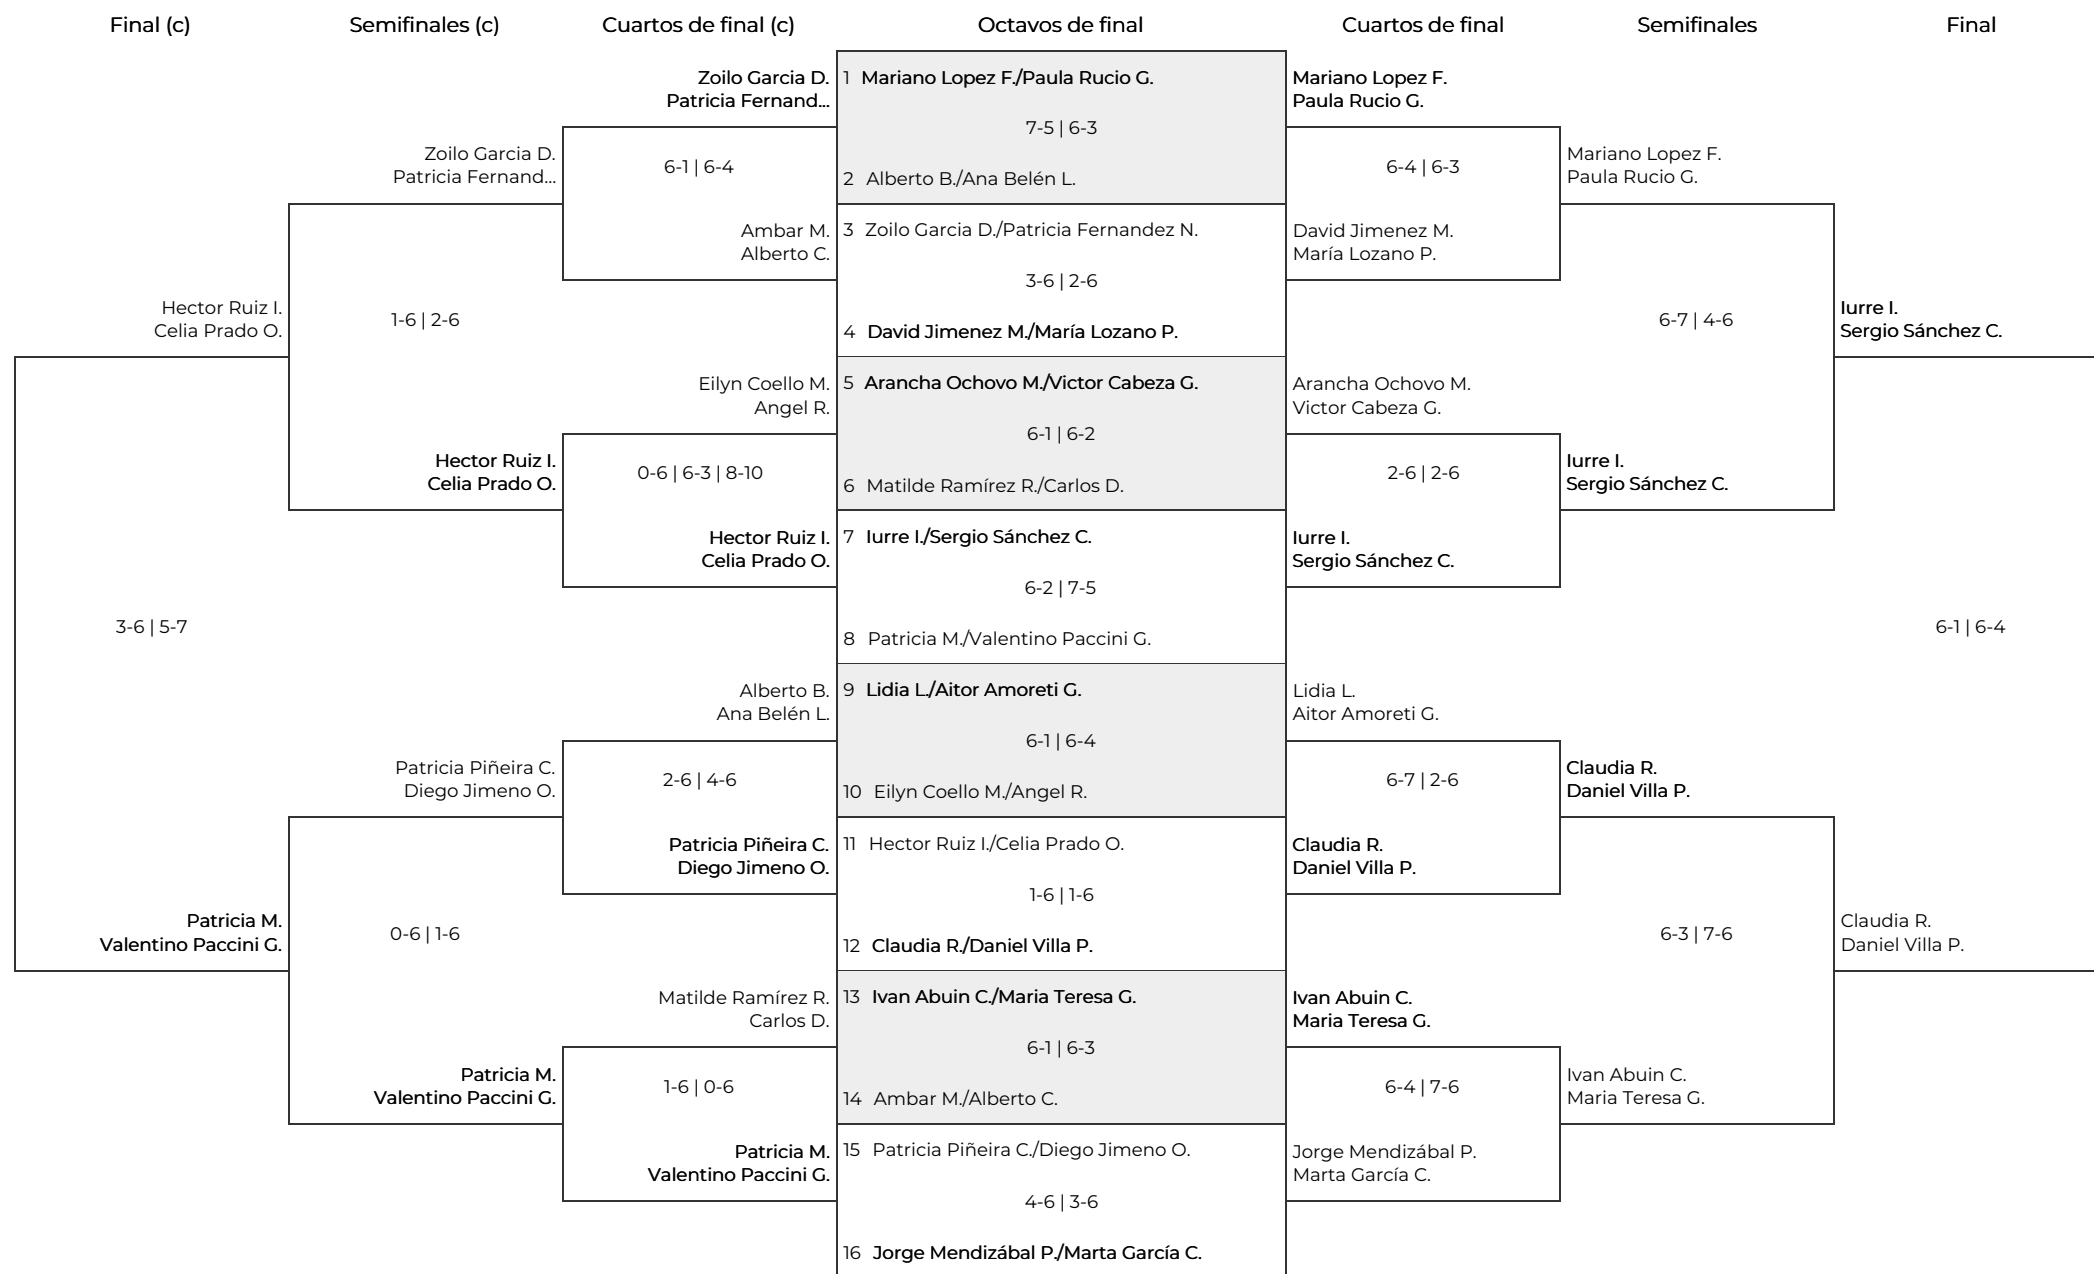 Final (c)
Semifinales (c)
Cuartos de final (c)
Octavos de final
Cuartos de final
Semifinales
Final
Hector Ruiz I.
Celia Prado O.
3-6 | 5-7
Patricia M.
Valentino Paccini G.
Zoilo Garcia D.
Patricia Fernand...
1-6 | 2-6
Hector Ruiz I.
Celia Prado O.
Patricia Piñeira C.
Diego Jimeno O.
0-6 | 1-6
Patricia M.
Valentino Paccini G.
Zoilo Garcia D.
Patricia Fernand...
6-1 | 6-4
Ambar M.
Alberto C.
Eilyn Coello M.
Angel R.
0-6 | 6-3 | 8-10
Hector Ruiz I.
Celia Prado O.
Alberto B.
Ana Belén L.
2-6 | 4-6
Patricia Piñeira C.
Diego Jimeno O.
Matilde Ramírez R.
Carlos D.
1-6 | 0-6
Patricia M.
Valentino Paccini G.
1 Mariano Lopez F./Paula Rucio G.
7-5 | 6-3
2 Alberto B./Ana Belén L.
3 Zoilo Garcia D./Patricia Fernandez N.
3-6 | 2-6
4 David Jimenez M./María Lozano P.
5 Arancha Ochovo M./Victor Cabeza G.
6-1 | 6-2
6 Matilde Ramírez R./Carlos D.
7 Iurre I./Sergio Sánchez C.
6-2 | 7-5
8 Patricia M./Valentino Paccini G.
9 Lidia L./Aitor Amoreti G.
6-1 | 6-4
10 Eilyn Coello M./Angel R.
11 Hector Ruiz I./Celia Prado O.
1-6 | 1-6
12 Claudia R./Daniel Villa P.
13 Ivan Abuin C./Maria Teresa G.
6-1 | 6-3
14 Ambar M./Alberto C.
15 Patricia Piñeira C./Diego Jimeno O.
4-6 | 3-6
16 Jorge Mendizábal P./Marta García C.
Mariano Lopez F.
Paula Rucio G.
6-4 | 6-3
David Jimenez M.
María Lozano P.
Arancha Ochovo M.
Victor Cabeza G.
2-6 | 2-6
Iurre I.
Sergio Sánchez C.
Lidia L.
Aitor Amoreti G.
6-7 | 2-6
Claudia R.
Daniel Villa P.
Ivan Abuin C.
Maria Teresa G.
6-4 | 7-6
Jorge Mendizábal P.
Marta García C.
Mariano Lopez F.
Paula Rucio G.
6-7 | 4-6
Iurre I.
Sergio Sánchez C.
Claudia R.
Daniel Villa P.
6-3 | 7-6
Ivan Abuin C.
Maria Teresa G.
Iurre I.
Sergio Sánchez C.
6-1 | 6-4
Claudia R.
Daniel Villa P.